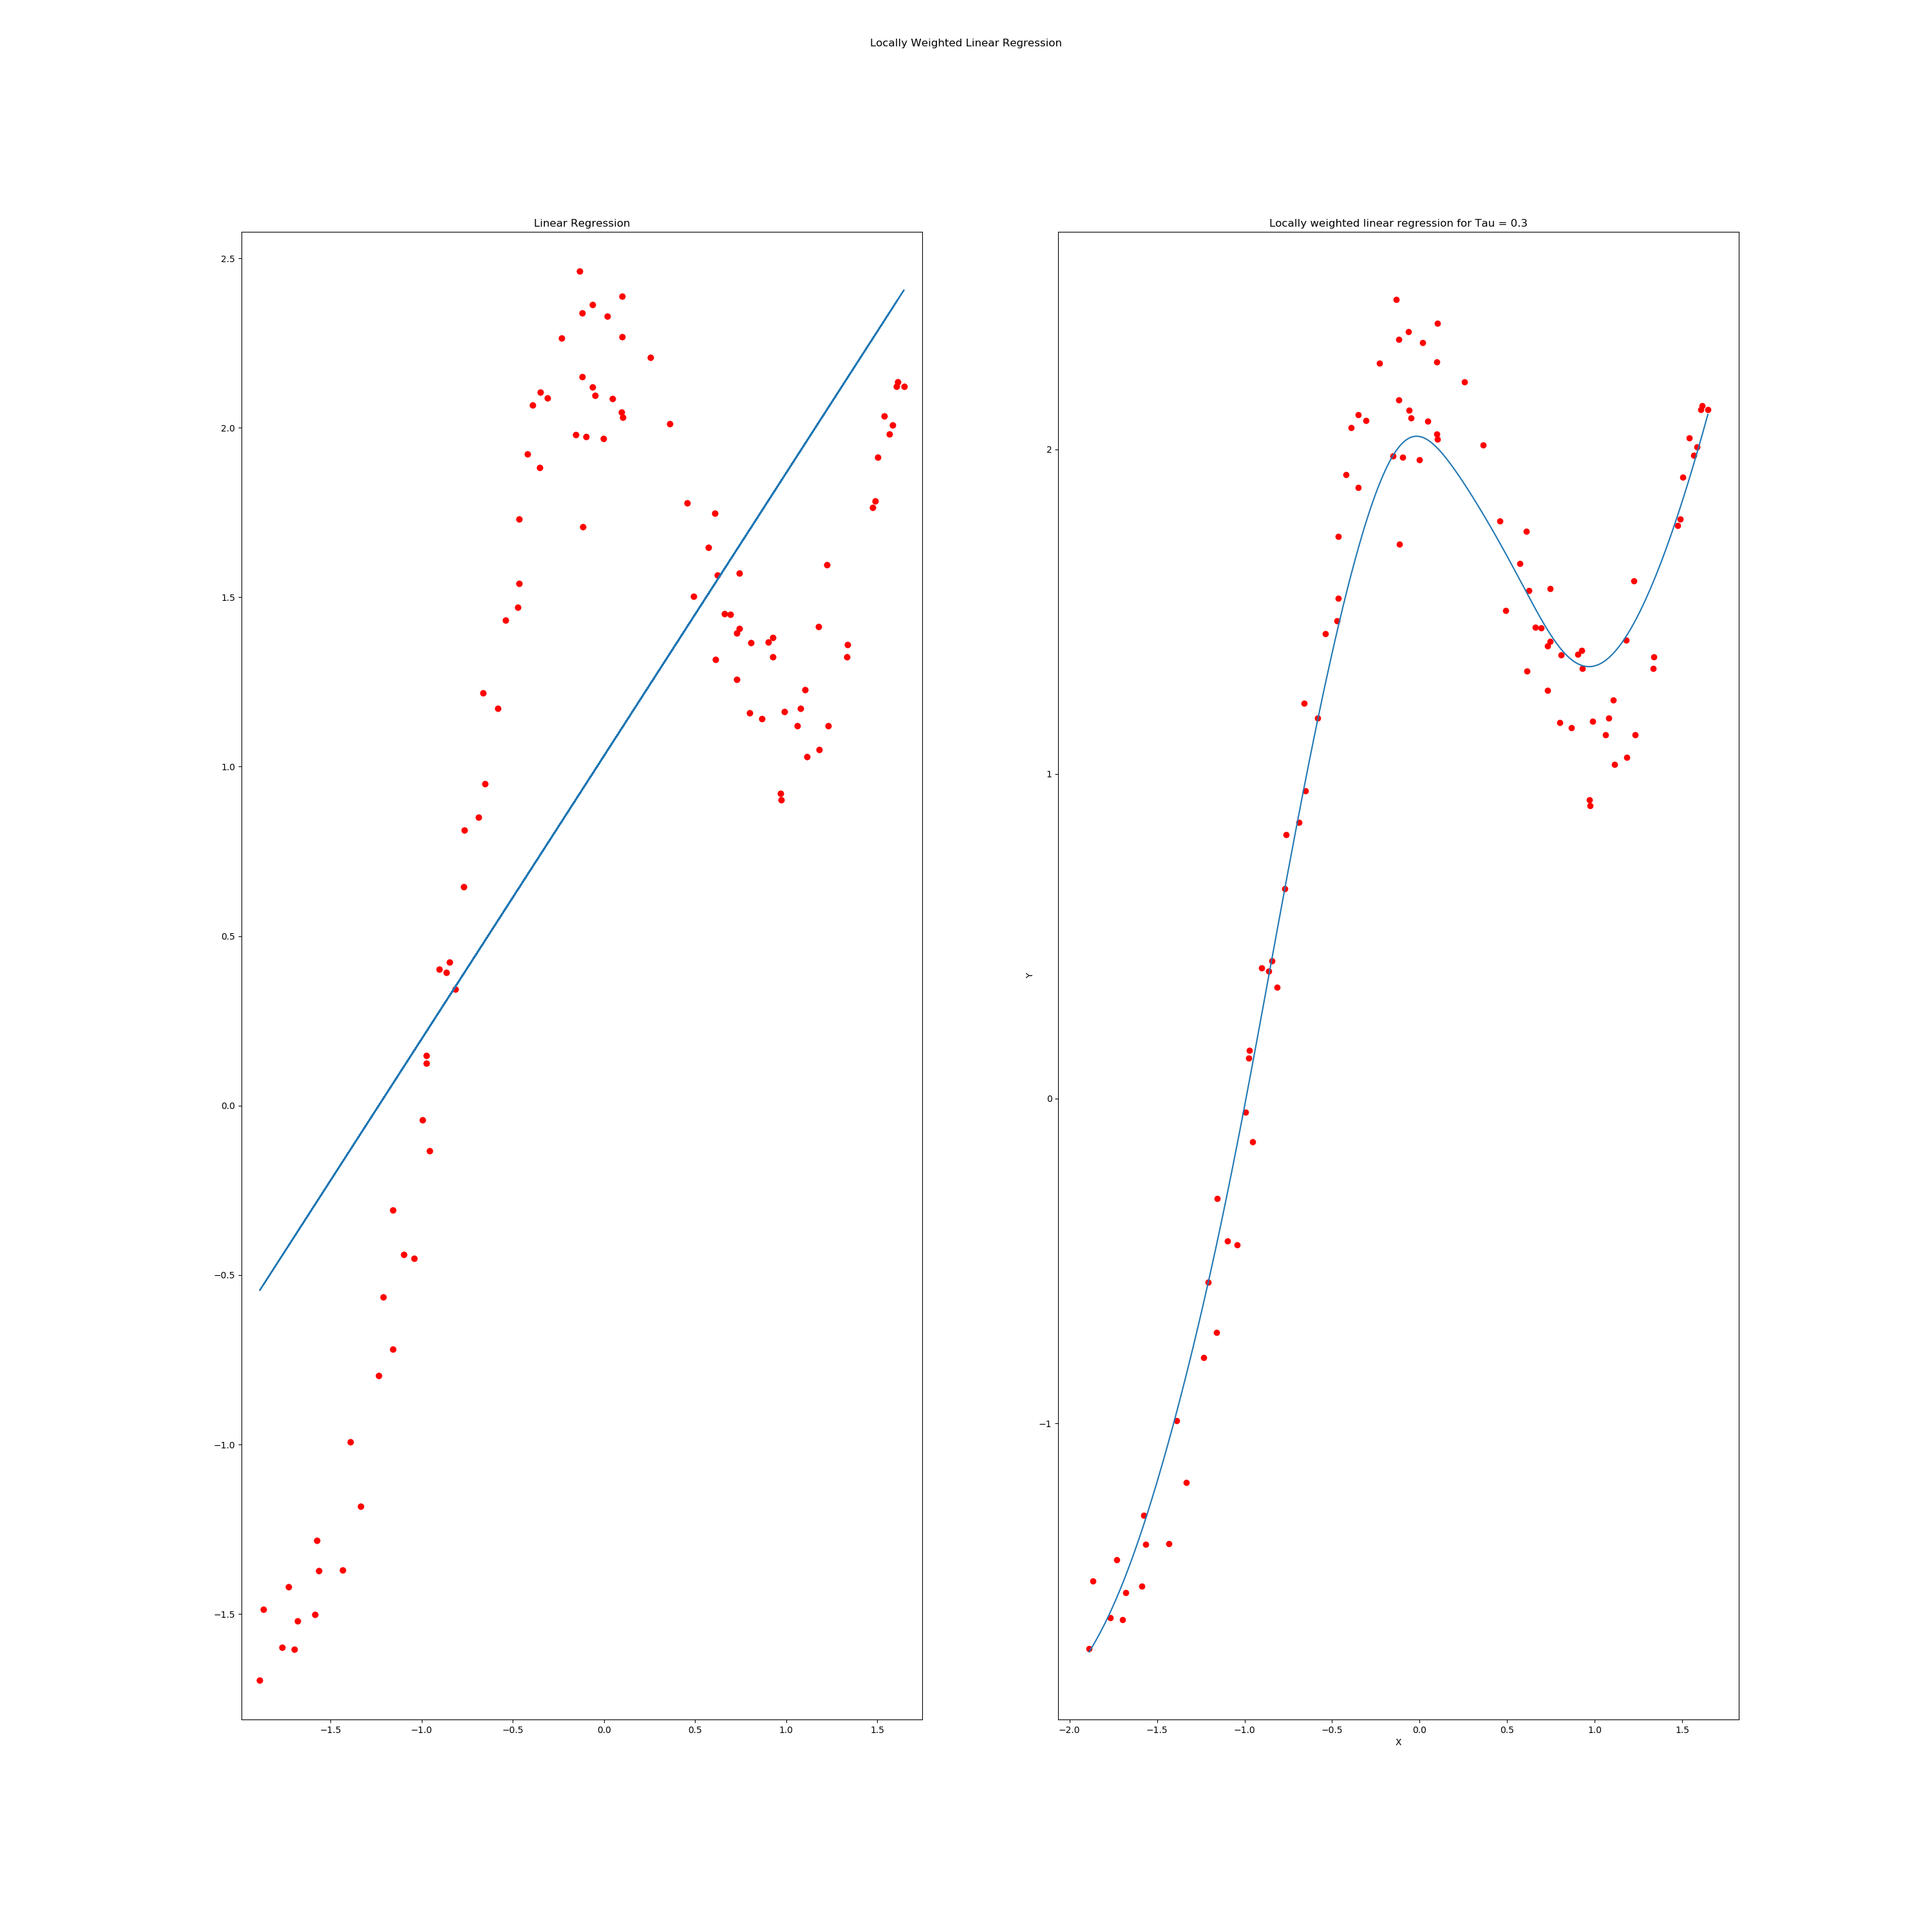 Locally Weighted Linear Regression
Linear Regression
2.5
2.0
1.5
1.0
0.5
0.0
−0.5
−1.0
−1.5
−1.5 −1.0 −0.5 0.0 0.5 1.0 1.5
Locally weighted linear regression for Tau = 0.3
Y
2
1
0
−1
−2.0 −1.5 −1.0 −0.5 0.0 0.5 1.0 1.5
X